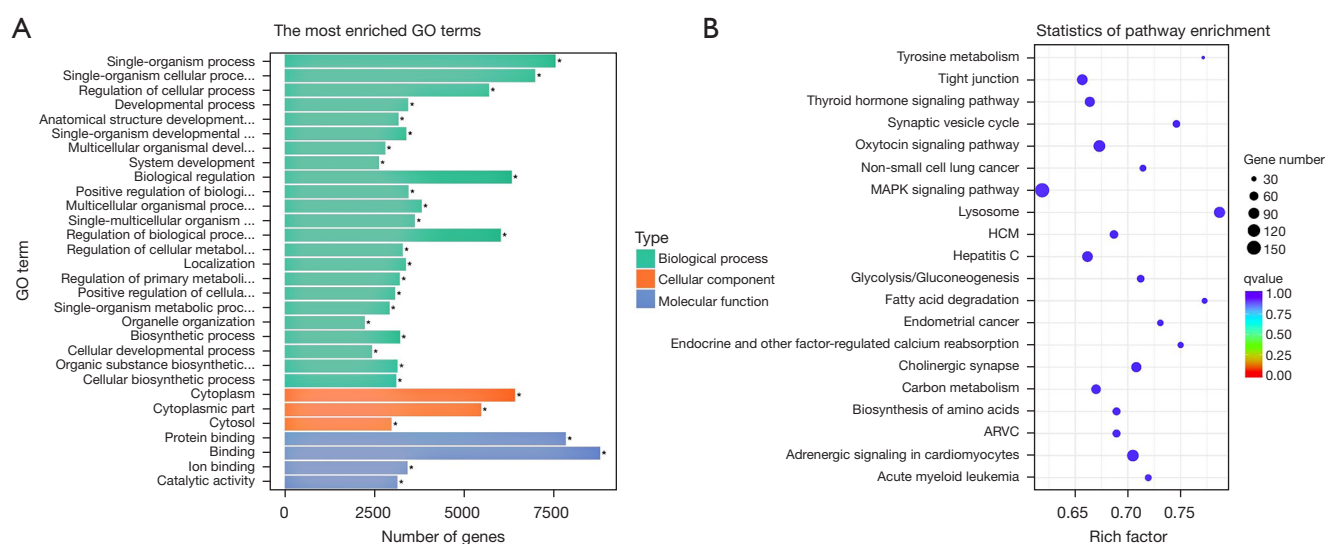 A
The most enriched GO terms
GO term
Single-organism process
Single-organism cellular proce...
Regulation of cellular process
Developmental process
Anatomical structure development...
Single-organism developmental ...
Multicellular organismal devel...
System development
Biological regulation
Positive regulation of biologi...
Multicellular organismal proce...
Single-multicellular organism ...
Regulation of biological proce...
Regulation of cellular metabol...
Localization
Regulation of primary metaboli...
Positive regulation of cellula...
Single-organism metabolic proc...
Organelle organization
Biosynthetic process
Cellular developmental process
Organic substance biosynthetic...
Cellular biosynthetic process
Cytoplasm
Cytoplasmic part
Cytosol
Protein binding
Binding
Ion binding
Catalytic activity
0 2500 5000 7500
Number of genes
Type
Biological process
Cellular component
Molecular function
B
Statistics of pathway enrichment
Tyrosine metabolism
Tight junction
Thyroid hormone signaling pathway
Synaptic vesicle cycle
Oxytocin signaling pathway
Non-small cell lung cancer
MAPK signaling pathway
Lysosome
HCM
Hepatitis C
Glycolysis/Gluconeogenesis
Fatty acid degradation
Endometrial cancer
Endocrine and other factor-regulated calcium reabsorption
Cholinergic synapse
Carbon metabolism
Biosynthesis of amino acids
ARVC
Adrenergic signaling in cardiomyocytes
Acute myeloid leukemia
0.65 0.70 0.75
Rich factor
Gene number
30
60
90
120
150
qvalue
1.00
0.75
0.50
0.25
0.00